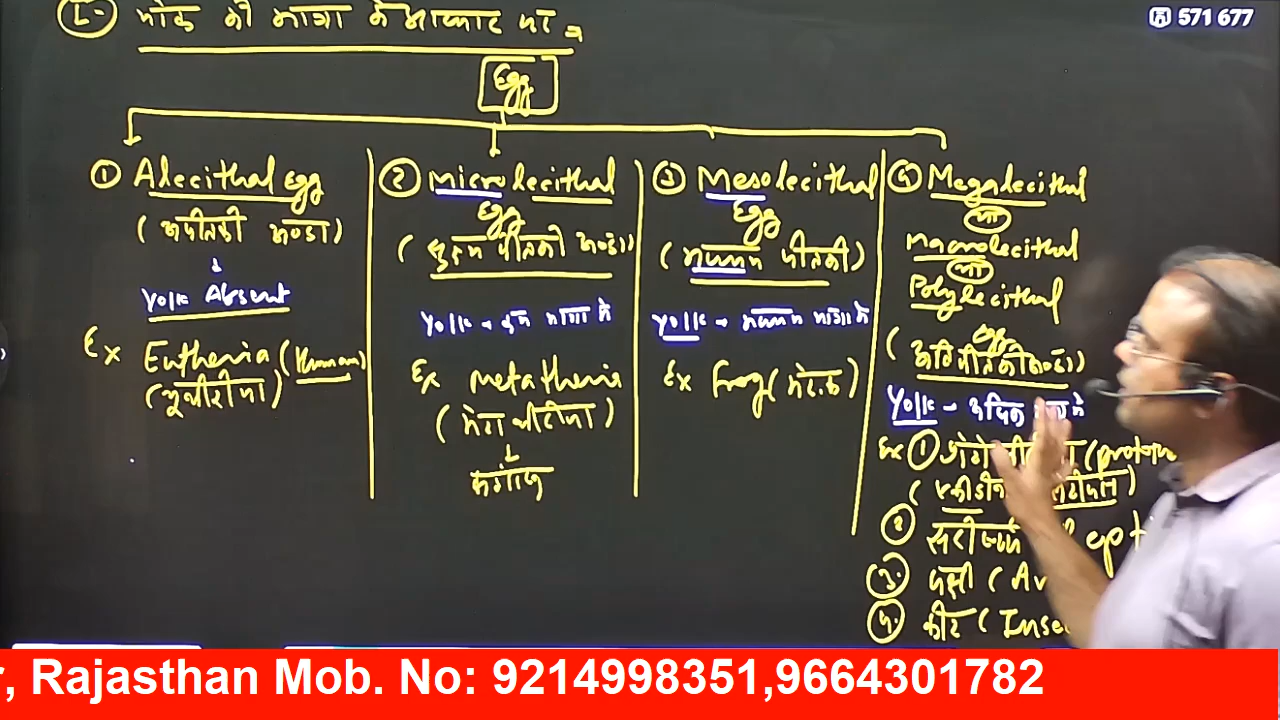 571 677
की मात्रा के आधार पर
Egg
① Alecithal Egg
(अपीतकी अण्डा)
↓
Yolk Absent
Ex Eutheria (Human)
(यूथीरीया)
② microlecithal
Egg
(सुक्ष्म पीतकी अण्डा)
Yolk - कम मात्रा में
Ex metatheria
(मेटाथीरीया)
↓
③ Mesolecithal
Egg
(मध्यम पीतकी)
Yolk - मध्यम मात्रा में
Ex Frog (मेंढक)
④ Megalecithal
या
macrolecithal
या
Polylecithal
Egg
(अतिपीतकी अण्डा)
Yolk - अधिक में
Ex ①
②
③ पक्षी (Av
④ कीट (Inse
, Rajasthan Mob. No: 9214998351,9664301782